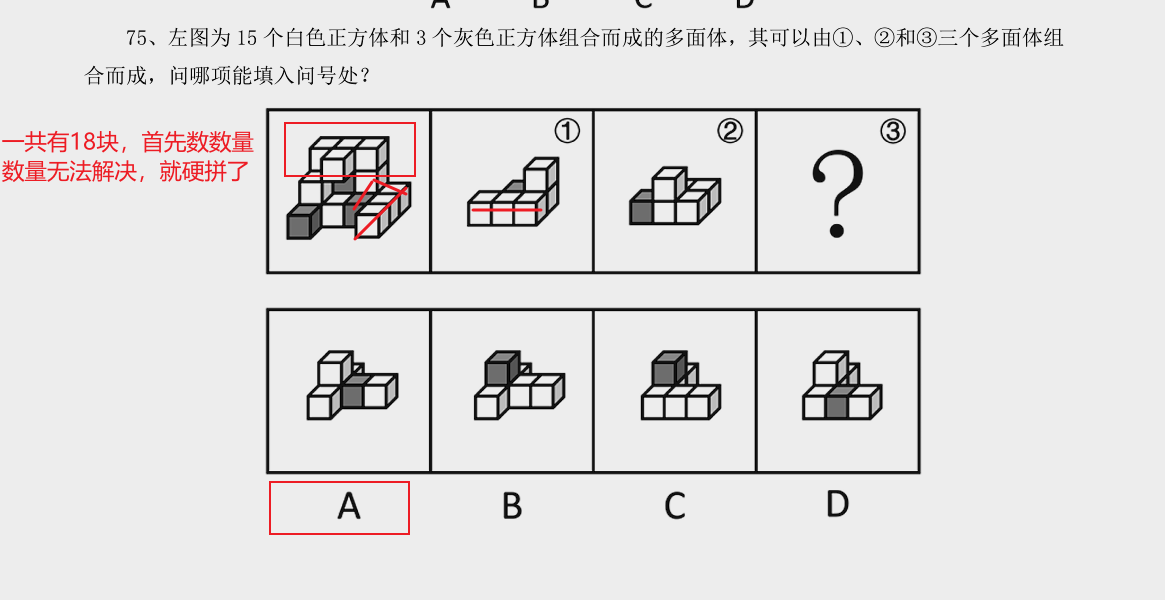 A B C D
75、左图为 15 个白色正方体和 3 个灰色正方体组合而成的多面体，其可以由①、②和③三个多面体组
合而成，问哪项能填入问号处？
一共有18块，首先数数量
数量无法解决，就硬拼了
① ② ③
?
A B C D